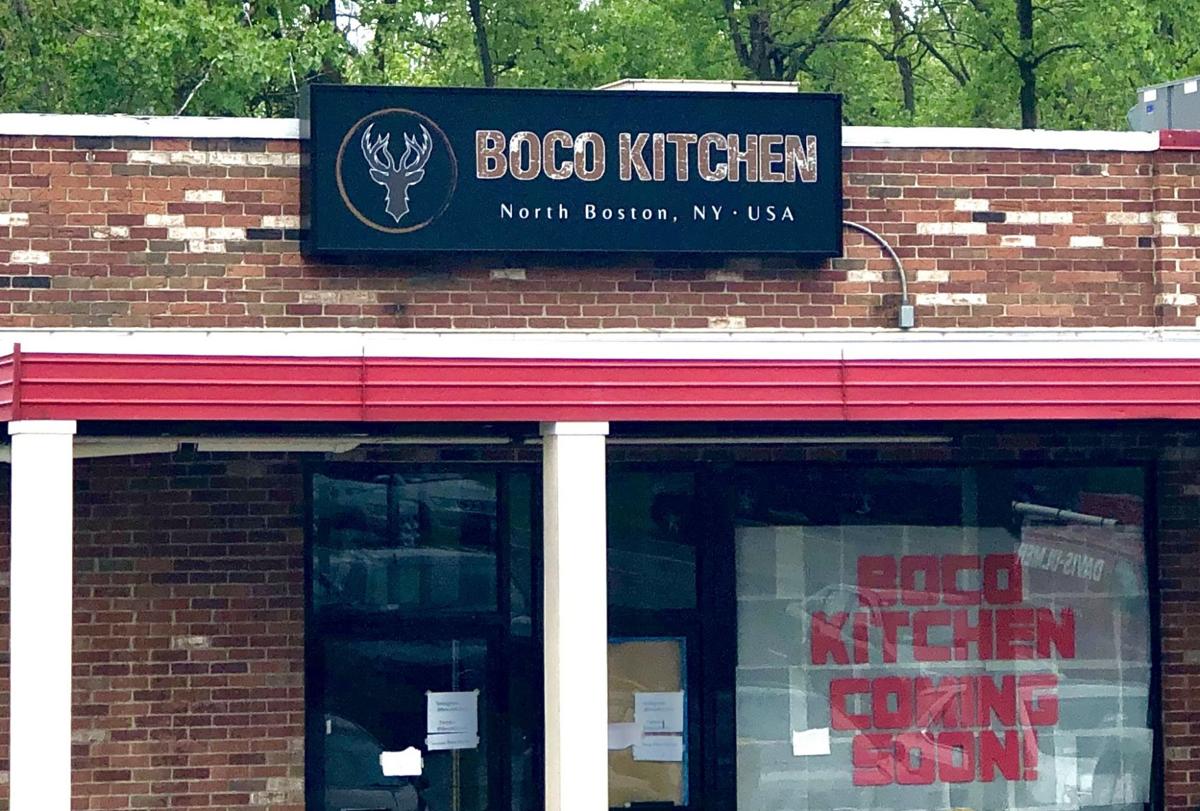 BOCO KITCHEN
North Boston, NY · USA
BOCO
KITCHEN
COMING
SOON!